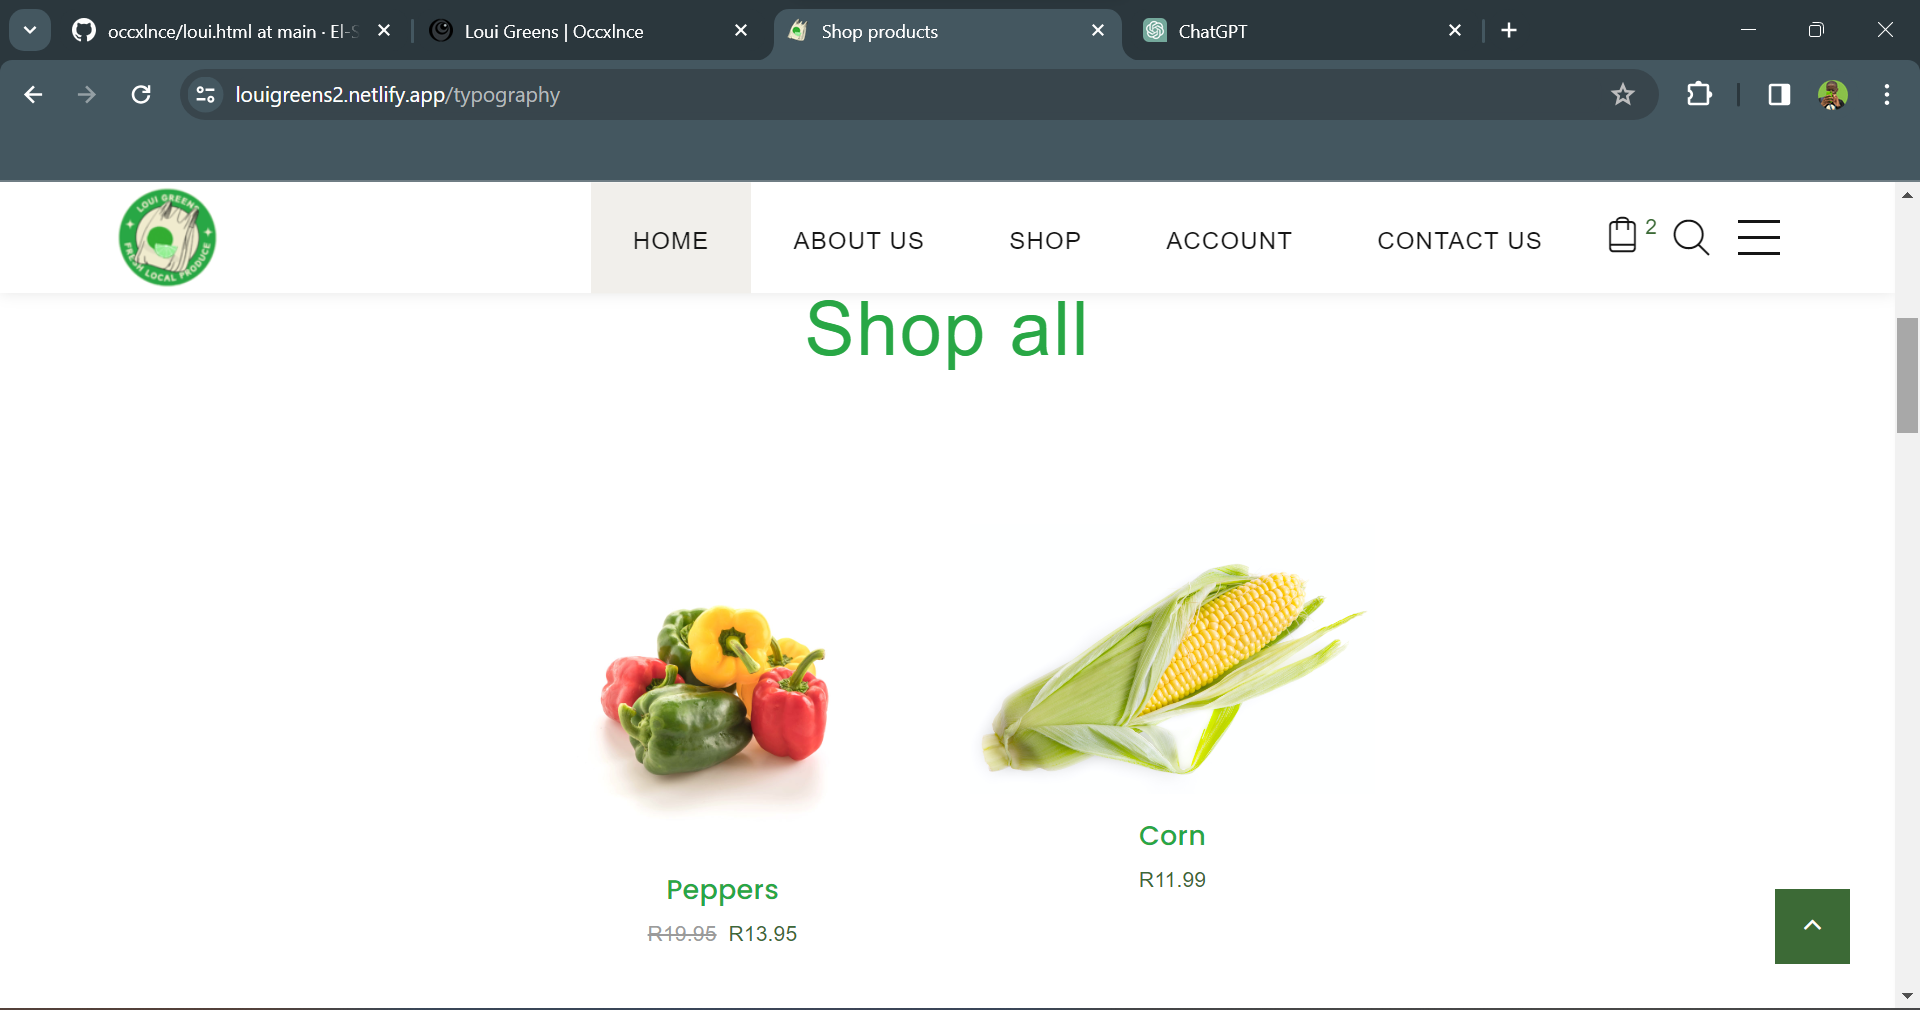 occxlnce/loui.html at main · El-S
Loui Greens | Occxlnce
Shop products
ChatGPT
louigreens2.netlify.app/typography
LOUI GREENS
FRESH LOCAL PRODUCE
HOME
ABOUT US
SHOP
ACCOUNT
CONTACT US
2
Shop all
Corn
R11.99
Peppers
R19.95 R13.95